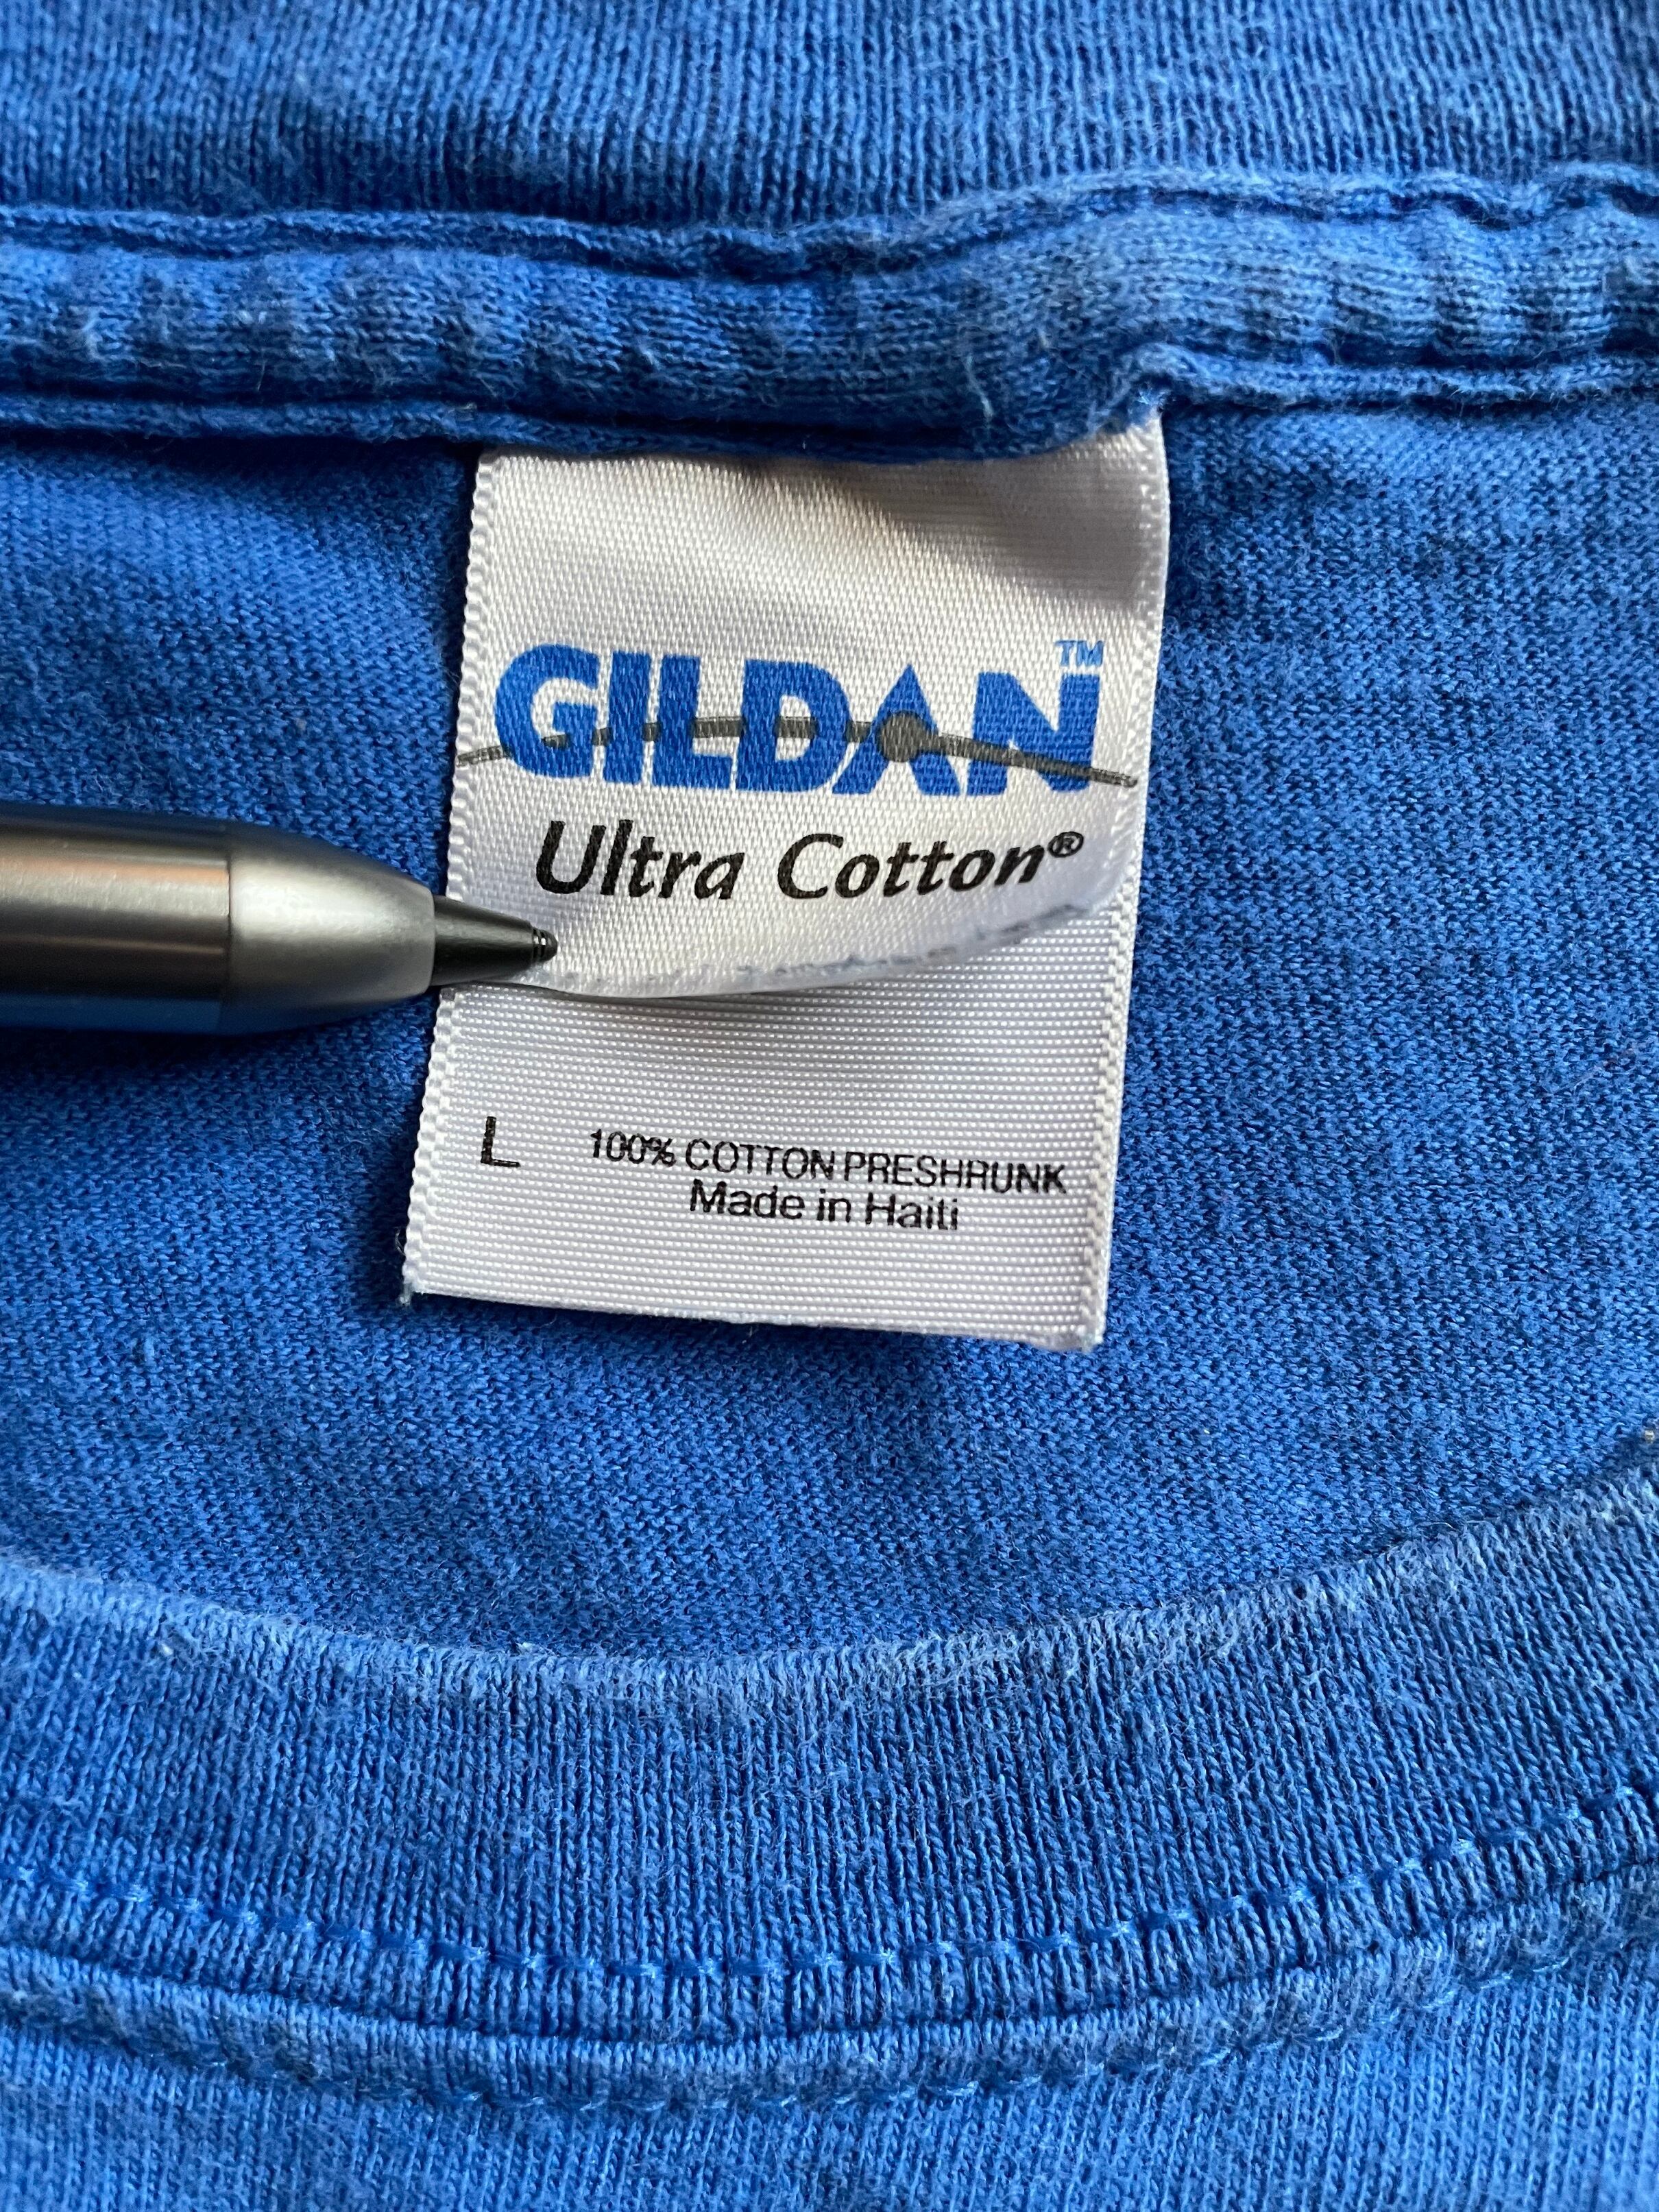 GILDAN™
Ultra Cotton®
L 100% COTTON PRESHRUNK
Made in Haiti